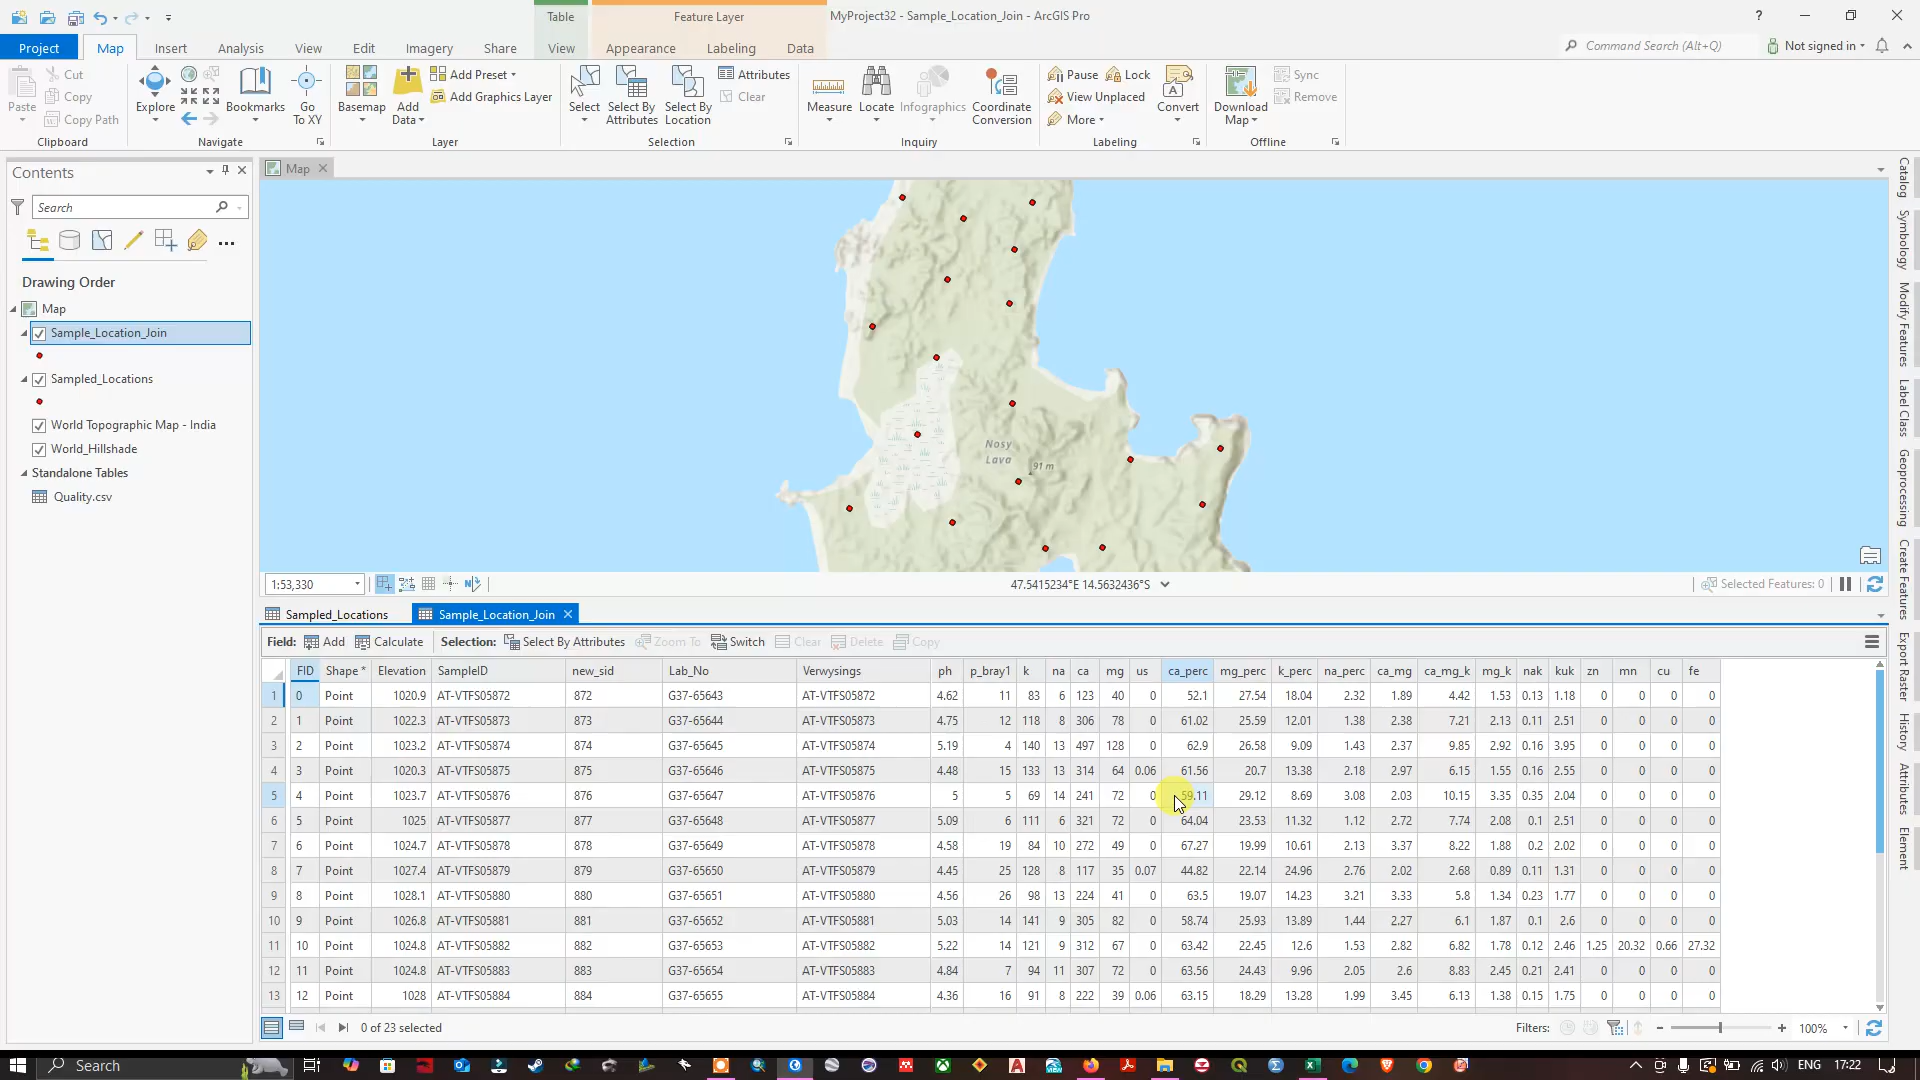 Table
Feature Layer
MyProject32 - Sample_Location_Join - ArcGIS Pro
Project Map Insert Analysis View Edit Imagery Share View Appearance Labeling Data
Command Search (Alt+Q) Not signed in
Paste Cut Copy Copy Path Clipboard
Explore Bookmarks Go To XY Navigate
Basemap Add Data Add Preset Add Graphics Layer Layer
Select Select By Attributes Select By Location Attributes Clear Selection
Measure Locate Infographics Coordinate Conversion Inquiry
Pause Lock View Unplaced More Convert Labeling
Download Map Sync Remove Offline
Contents
Search
Drawing Order
Map
Sample_Location_Join
Sampled_Locations
World Topographic Map - India
World_Hillshade
Standalone Tables
Quality.csv
Map
Nosy
Lava
91 m
1:53,330
47.5415234°E 14.5632436°S
Selected Features: 0
Catalog
Symbology
Modify Features
Label Class
Geoprocessing
Create Features
Export Raster
History
Attributes
Element
Sampled_Locations Sample_Location_Join
Field: Add Calculate Selection: Select By Attributes Zoom To Switch Clear Delete Copy
FID Shape * Elevation SampleID new_sid Lab_No Verwysings ph p_bray1 k na ca mg us ca_perc mg_perc k_perc na_perc ca_mg ca_mg_k mg_k nak kuk zn mn cu fe
1 0 Point 1020.9 AT-VTFS05872 872 G37-65643 AT-VTFS05872 4.62 11 83 6 123 40 0 52.1 27.54 18.04 2.32 1.89 4.42 1.53 0.13 1.18 0 0 0 0
2 1 Point 1022.3 AT-VTFS05873 873 G37-65644 AT-VTFS05873 4.75 12 118 8 306 78 0 61.02 25.59 12.01 1.38 2.38 7.21 2.13 0.11 2.51 0 0 0 0
3 2 Point 1023.2 AT-VTFS05874 874 G37-65645 AT-VTFS05874 5.19 4 140 13 497 128 0 62.9 26.58 9.09 1.43 2.37 9.85 2.92 0.16 3.95 0 0 0 0
4 3 Point 1020.3 AT-VTFS05875 875 G37-65646 AT-VTFS05875 4.48 15 133 13 314 64 0.06 61.56 20.7 13.38 2.18 2.97 6.15 1.55 0.16 2.55 0 0 0 0
5 4 Point 1023.7 AT-VTFS05876 876 G37-65647 AT-VTFS05876 5 5 69 14 241 72 0 59.11 29.12 8.69 3.08 2.03 10.15 3.35 0.35 2.04 0 0 0 0
6 5 Point 1025 AT-VTFS05877 877 G37-65648 AT-VTFS05877 5.09 6 111 6 321 72 0 64.04 23.53 11.32 1.12 2.72 7.74 2.08 0.1 2.51 0 0 0 0
7 6 Point 1024.7 AT-VTFS05878 878 G37-65649 AT-VTFS05878 4.58 19 84 10 272 49 0 67.27 19.99 10.61 2.13 3.37 8.22 1.88 0.2 2.02 0 0 0 0
8 7 Point 1027.4 AT-VTFS05879 879 G37-65650 AT-VTFS05879 4.45 25 128 8 117 35 0.07 44.82 22.14 24.96 2.76 2.02 2.68 0.89 0.11 1.31 0 0 0 0
9 8 Point 1028.1 AT-VTFS05880 880 G37-65651 AT-VTFS05880 4.56 26 98 13 224 41 0 63.5 19.07 14.23 3.21 3.33 5.8 1.34 0.23 1.77 0 0 0 0
10 9 Point 1026.8 AT-VTFS05881 881 G37-65652 AT-VTFS05881 5.03 14 141 9 305 82 0 58.74 25.93 13.89 1.44 2.27 6.1 1.87 0.1 2.6 0 0 0 0
11 10 Point 1024.8 AT-VTFS05882 882 G37-65653 AT-VTFS05882 5.22 14 121 9 312 67 0 63.42 22.45 12.6 1.53 2.82 6.82 1.78 0.12 2.46 1.25 20.32 0.66 27.32
12 11 Point 1024.8 AT-VTFS05883 883 G37-65654 AT-VTFS05883 4.84 7 94 11 307 72 0 63.56 24.43 9.96 2.05 2.6 8.83 2.45 0.21 2.41 0 0 0 0
13 12 Point 1028 AT-VTFS05884 884 G37-65655 AT-VTFS05884 4.36 16 91 8 222 39 0.06 63.15 18.29 13.28 1.99 3.45 6.13 1.38 0.15 1.75 0 0 0 0
0 of 23 selected
Filters: 100%
Search
ENG 17:22